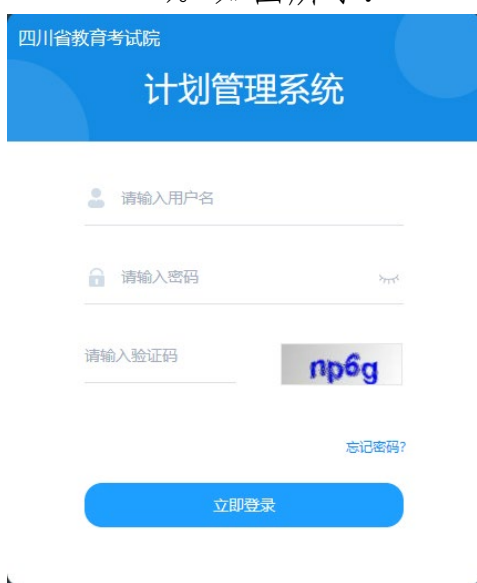 四川省教育考试院
计划管理系统
请输入用户名
请输入密码
请输入验证码
np6g
忘记密码?
立即登录